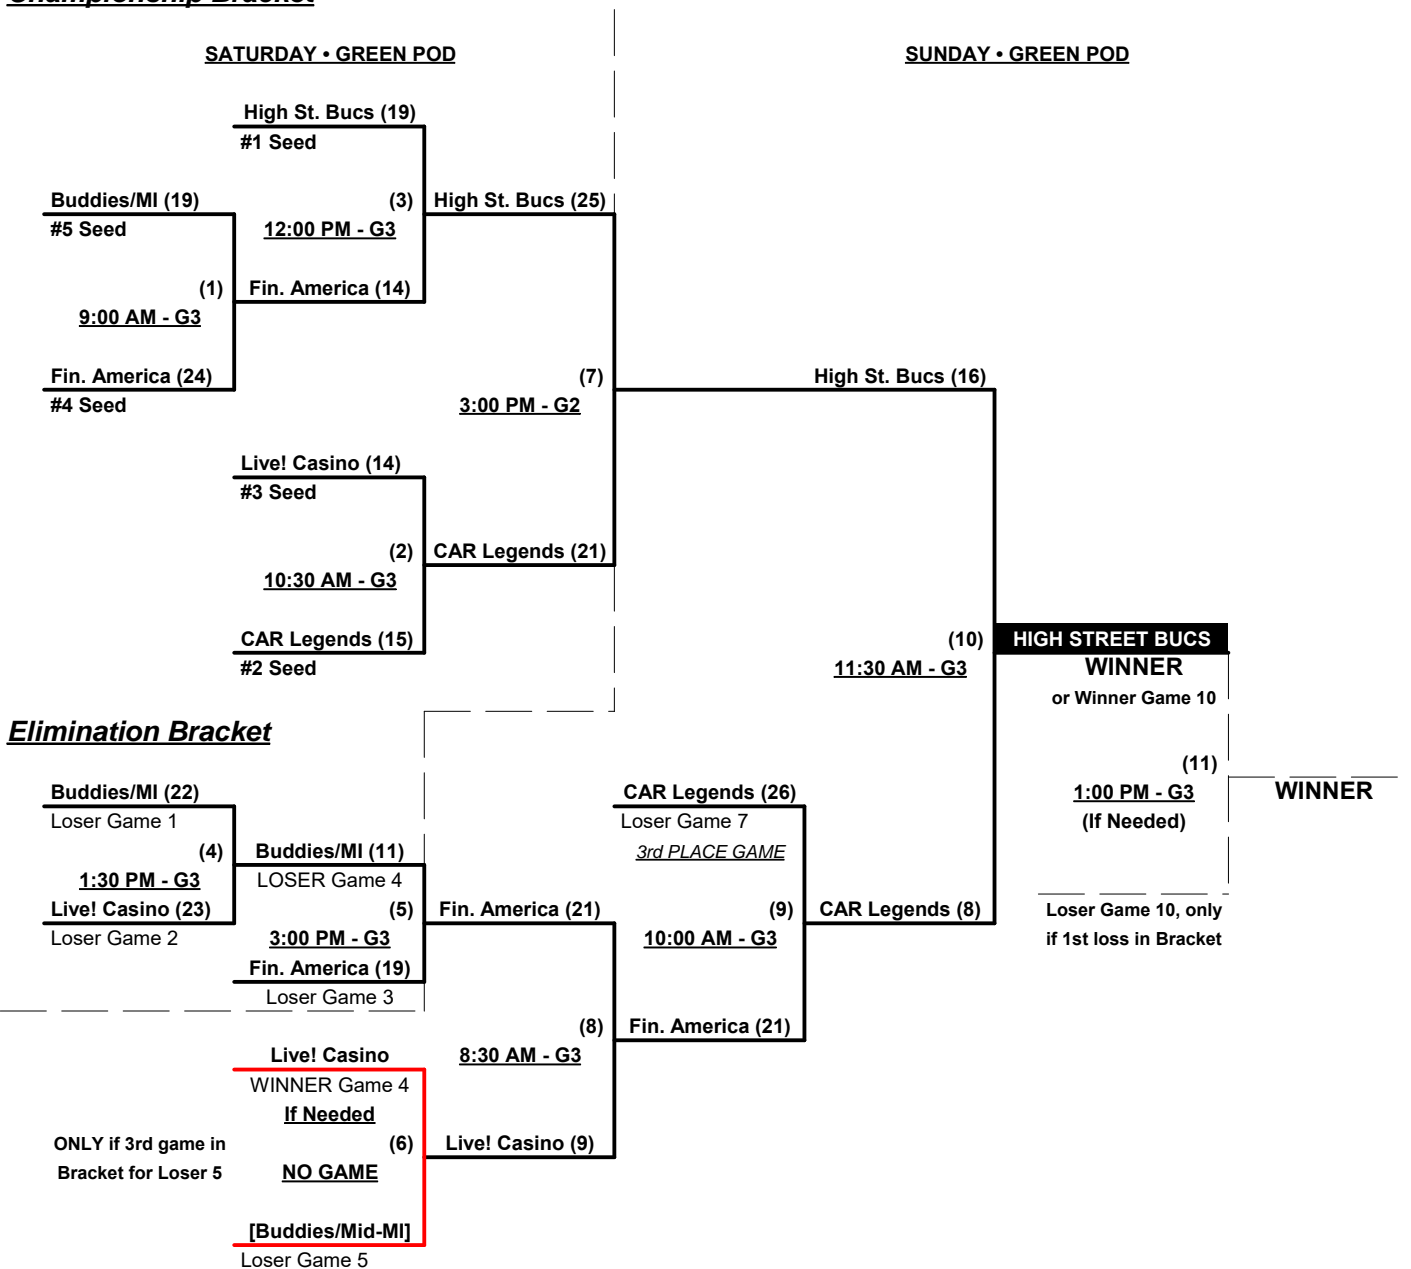 Championship Bracket
SATURDAY • GREEN POD
SUNDAY • GREEN POD
High St. Bucs (19)
#1 Seed
Buddies/MI (19)
#5 Seed
(3)
12:00 PM - G3
High St. Bucs (25)
(1)
9:00 AM - G3
Fin. America (14)
Fin. America (24)
#4 Seed
(7)
3:00 PM - G2
High St. Bucs (16)
Live! Casino (14)
#3 Seed
(2)
10:30 AM - G3
CAR Legends (21)
CAR Legends (15)
#2 Seed
(10)
11:30 AM - G3
HIGH STREET BUCS
WINNER
or Winner Game 10
(11)
1:00 PM - G3
(If Needed)
WINNER
Loser Game 10, only
if 1st loss in Bracket
Elimination Bracket
Buddies/MI (22)
Loser Game 1
(4)
1:30 PM - G3
Live! Casino (23)
Loser Game 2
Buddies/MI (11)
LOSER Game 4
(5)
3:00 PM - G3
Fin. America (19)
Loser Game 3
Fin. America (21)
CAR Legends (26)
Loser Game 7
3rd PLACE GAME
(9)
10:00 AM - G3
CAR Legends (8)
(8)
8:30 AM - G3
Fin. America (21)
Live! Casino
WINNER Game 4
If Needed
ONLY if 3rd game in
Bracket for Loser 5
(6)
NO GAME
Live! Casino (9)
[Buddies/Mid-MI]
Loser Game 5